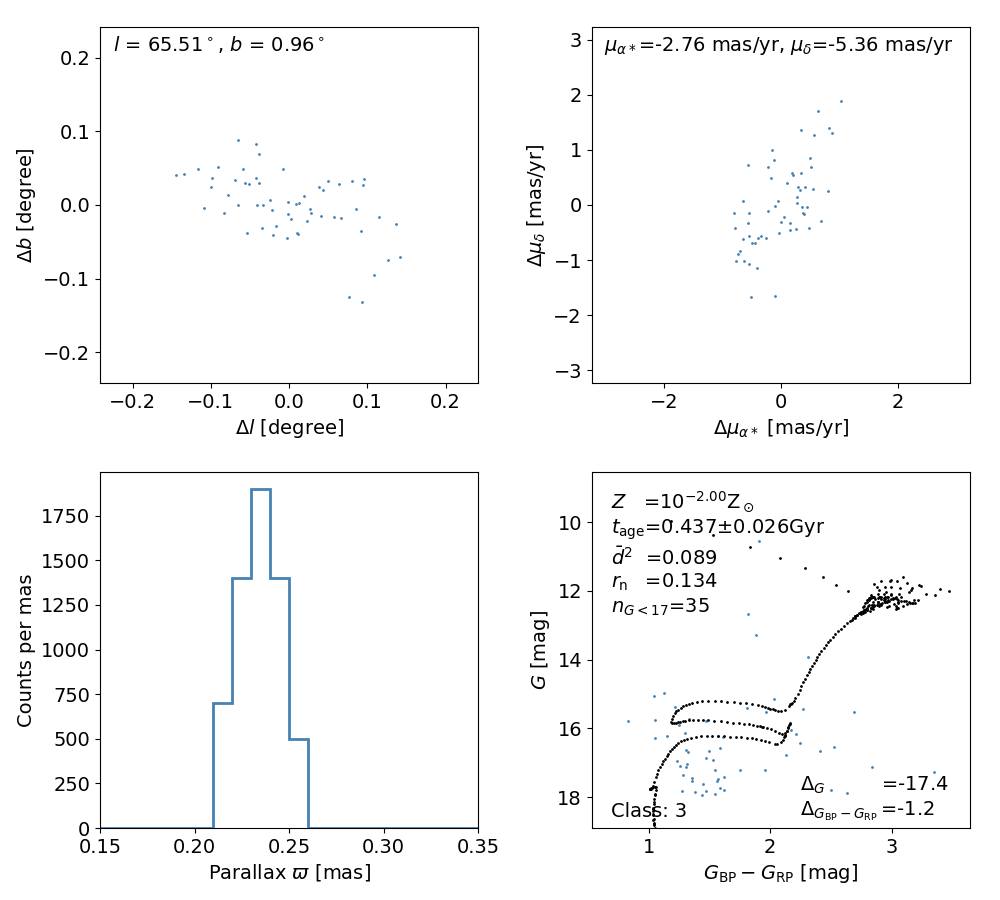 l = 65.51°, b = 0.96°
0.2
0.1
0.0
−0.1
−0.2
Δb [degree]
−0.2 −0.1 0.0 0.1 0.2
Δl [degree]
μα*=-2.76 mas/yr, μδ=-5.36 mas/yr
3
2
1
0
−1
−2
−3
Δμδ [mas/yr]
−2 0 2
Δμα* [mas/yr]
1750
1500
1250
1000
750
500
250
0
Counts per mas
0.15 0.20 0.25 0.30 0.35
Parallax ϖ [mas]
Z =10^−2.00 Z⊙
tage=0.437±0.026Gyr
d̄² =0.089
rn =0.134
nG<17=35
10
12
14
16
18
G [mag]
ΔG =-17.4
Class: 3
ΔGBP−GRP =-1.2
1 2 3
GBP − GRP [mag]